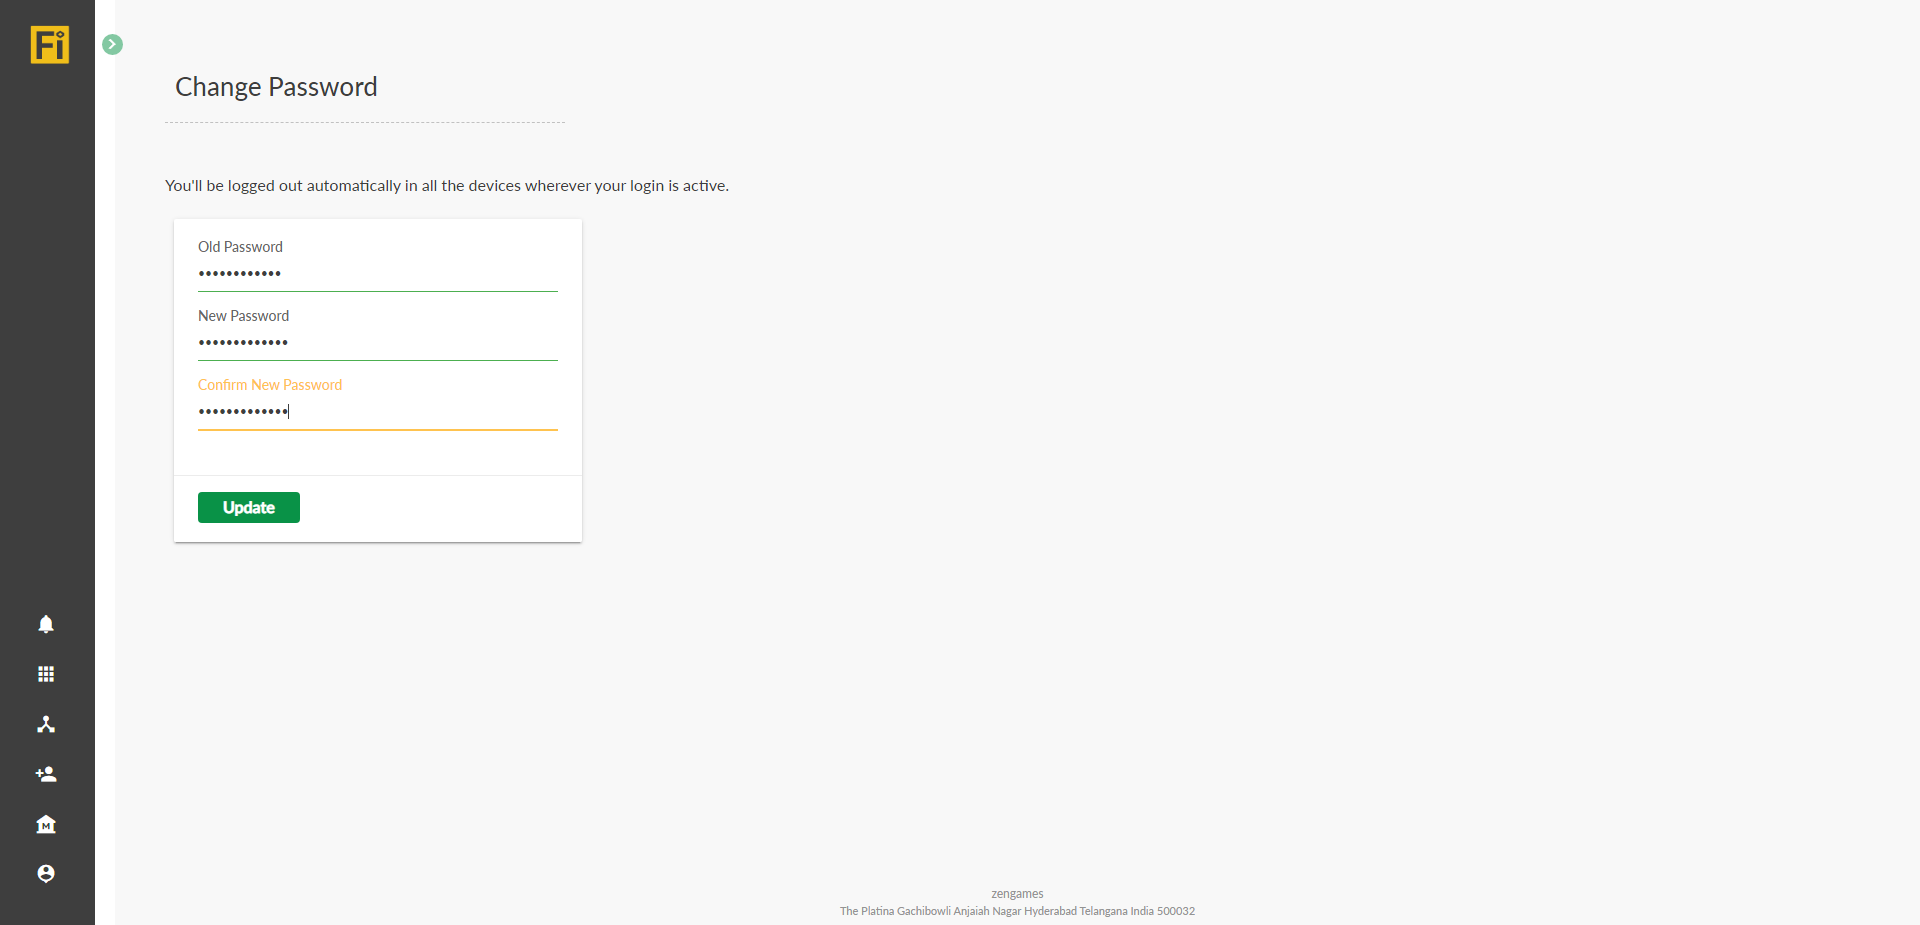 Fi
Change Password
You'll be logged out automatically in all the devices wherever your login is active.
Old Password
••••••••••••
New Password
•••••••••••••
Confirm New Password
•••••••••••••
Update
M
zengames
The Platina Gachibowli Anjaiah Nagar Hyderabad Telangana India 500032